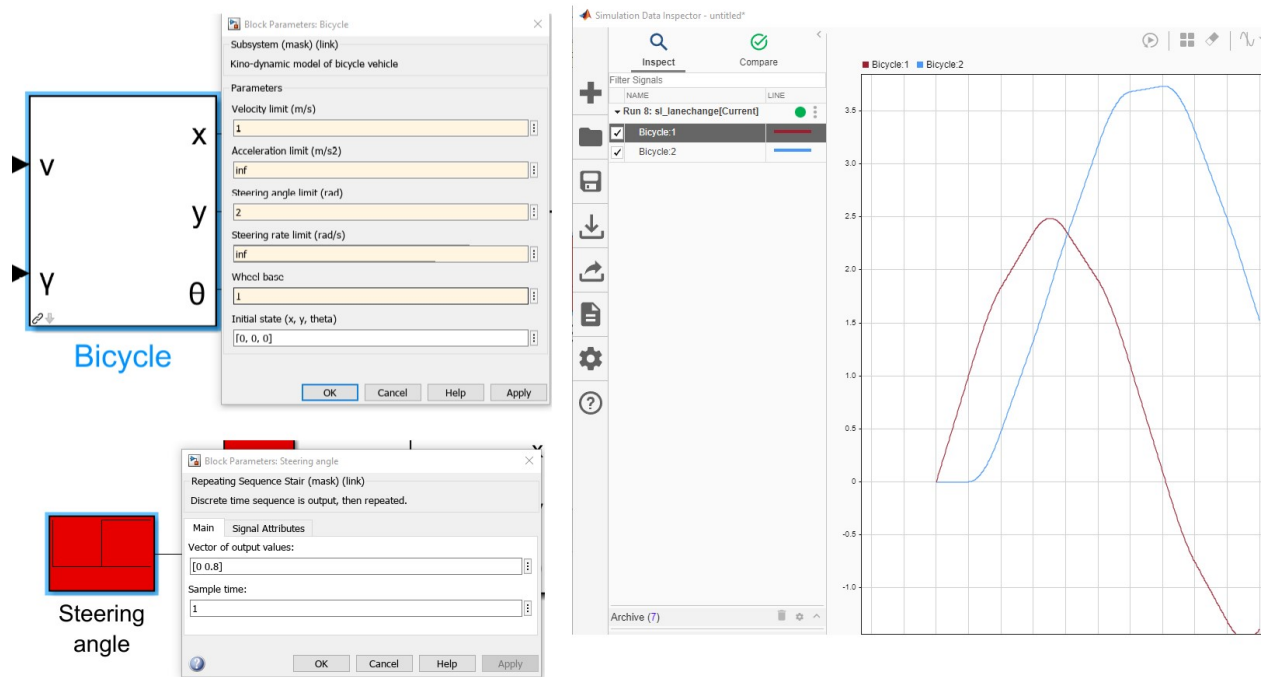 v
γ
x
y
θ
Bicycle
Block Parameters: Bicycle
Subsystem (mask) (link)
Kino-dynamic model of bicycle vehicle
Parameters
Velocity limit (m/s)
1
Acceleration limit (m/s2)
inf
Steering angle limit (rad)
2
Steering rate limit (rad/s)
inf
Wheel base
1
Initial state (x, y, theta)
[0, 0, 0]
OK Cancel Help Apply
Steering
angle
Block Parameters: Steering angle
Repeating Sequence Stair (mask) (link)
Discrete time sequence is output, then repeated.
Main Signal Attributes
Vector of output values:
[0 0.8]
Sample time:
1
OK Cancel Help Apply
Simulation Data Inspector - untitled*
Inspect Compare
Filter Signals
NAME LINE
Run 8: sl_lanechange[Current]
Bicycle:1
Bicycle:2
Archive (7)
Bicycle:1 Bicycle:2
3.5
3.0
2.5
2.0
1.5
1.0
0.5
0
-0.5
-1.0